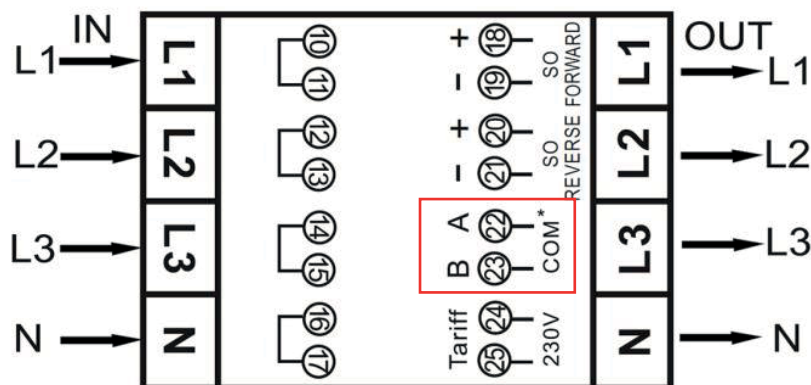 IN
OUT
L1
L1
10
11
+ 18
- 19
SO
FORWARD
L1
L1
L2
L2
12
13
+ 20
- 21
SO
REVERSE
L2
L2
L3
L3
14
15
A 22
B 23
COM*
L3
L3
N
N
16
17
Tariff
24
25
230V
N
N